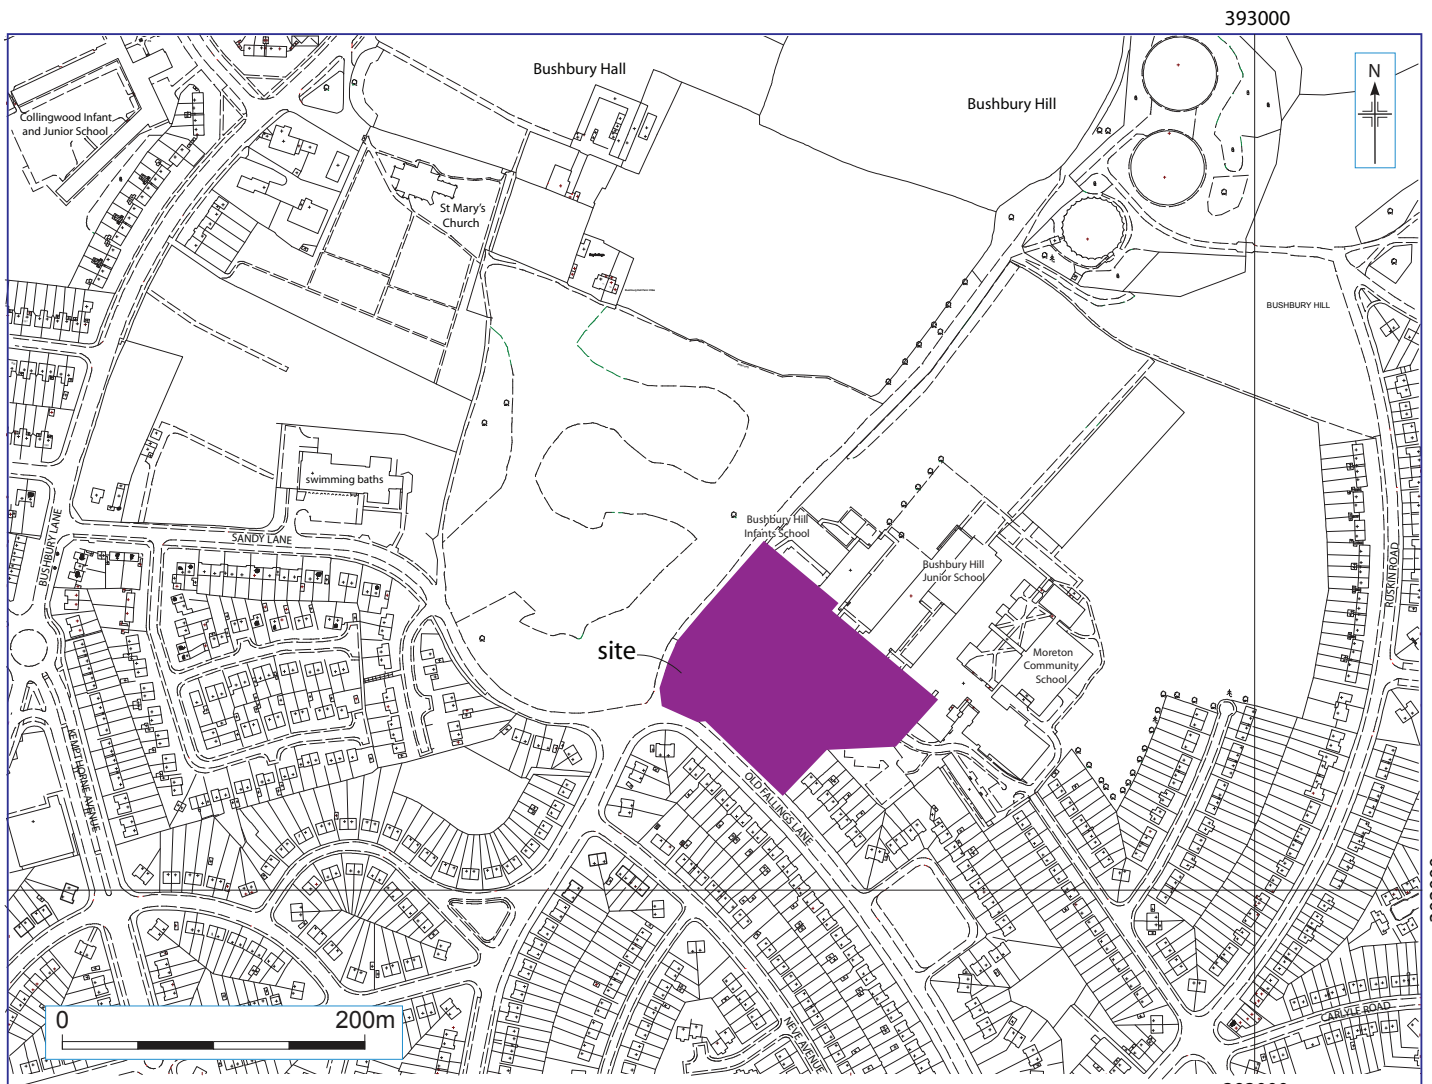 393000
Bushbury Hall
Bushbury Hill
N
Collingwood Infant
and Junior School
St Mary's
Church
BUSHBURY HILL
swimming baths
BUSHBURY LANE
SANDY LANE
Bushbury Hill
Infants School
Bushbury Hill
Junior School
RUSKIN ROAD
site
Moreton
Community
School
KEMPTHORNE AVENUE
OLD FALLINGS LANE
NEVE AVENUE
CARLYLE ROAD
0 200m